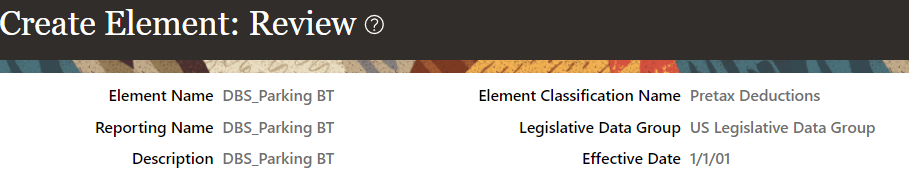 Create Element: Review ?
Element Name DBS_Parking BT Element Classification Name Pretax Deductions
Reporting Name DBS_Parking BT Legislative Data Group US Legislative Data Group
Description DBS_Parking BT Effective Date 1/1/01